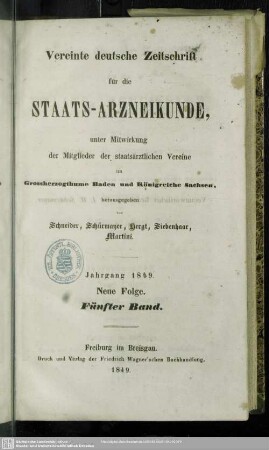 Vereinte deutsche Zeitschrift
für die
STAATS-ARZNEIKUNDE,
unter Mitwirkung
der Mitglieder der staatsärztlichen Vereine
im
Grossherzogthume Baden und Königreiche Sachsen,
herausgegeben
von
Schneider, Schürmayer, Hergt, Siebenhaar,
Martini.
Jahrgang 1849.
Neue Folge.
Fünfter Band.
Freiburg im Breisgau.
Druck und Verlag der Friedrich Wagner'schen Buchhandlung.
1849.